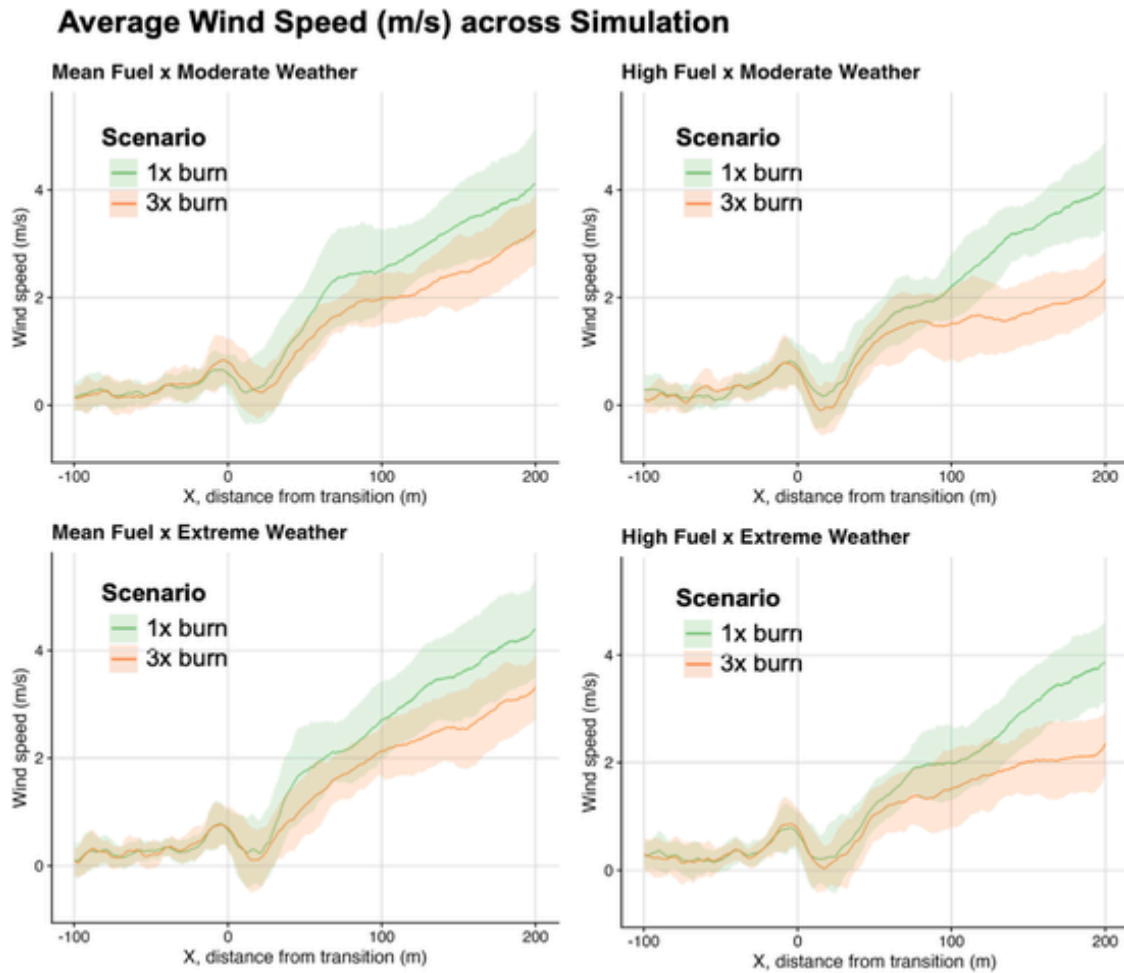 Average Wind Speed (m/s) across Simulation
Mean Fuel x Moderate Weather
Scenario
1x burn
3x burn
Wind speed (m/s)
4
2
0
-100
0
100
200
X, distance from transition (m)
High Fuel x Moderate Weather
Scenario
1x burn
3x burn
Wind speed (m/s)
4
2
0
-100
0
100
200
X, distance from transition (m)
Mean Fuel x Extreme Weather
Scenario
1x burn
3x burn
Wind speed (m/s)
4
2
0
-100
0
100
200
X, distance from transition (m)
High Fuel x Extreme Weather
Scenario
1x burn
3x burn
Wind speed (m/s)
4
2
0
-100
0
100
200
X, distance from transition (m)